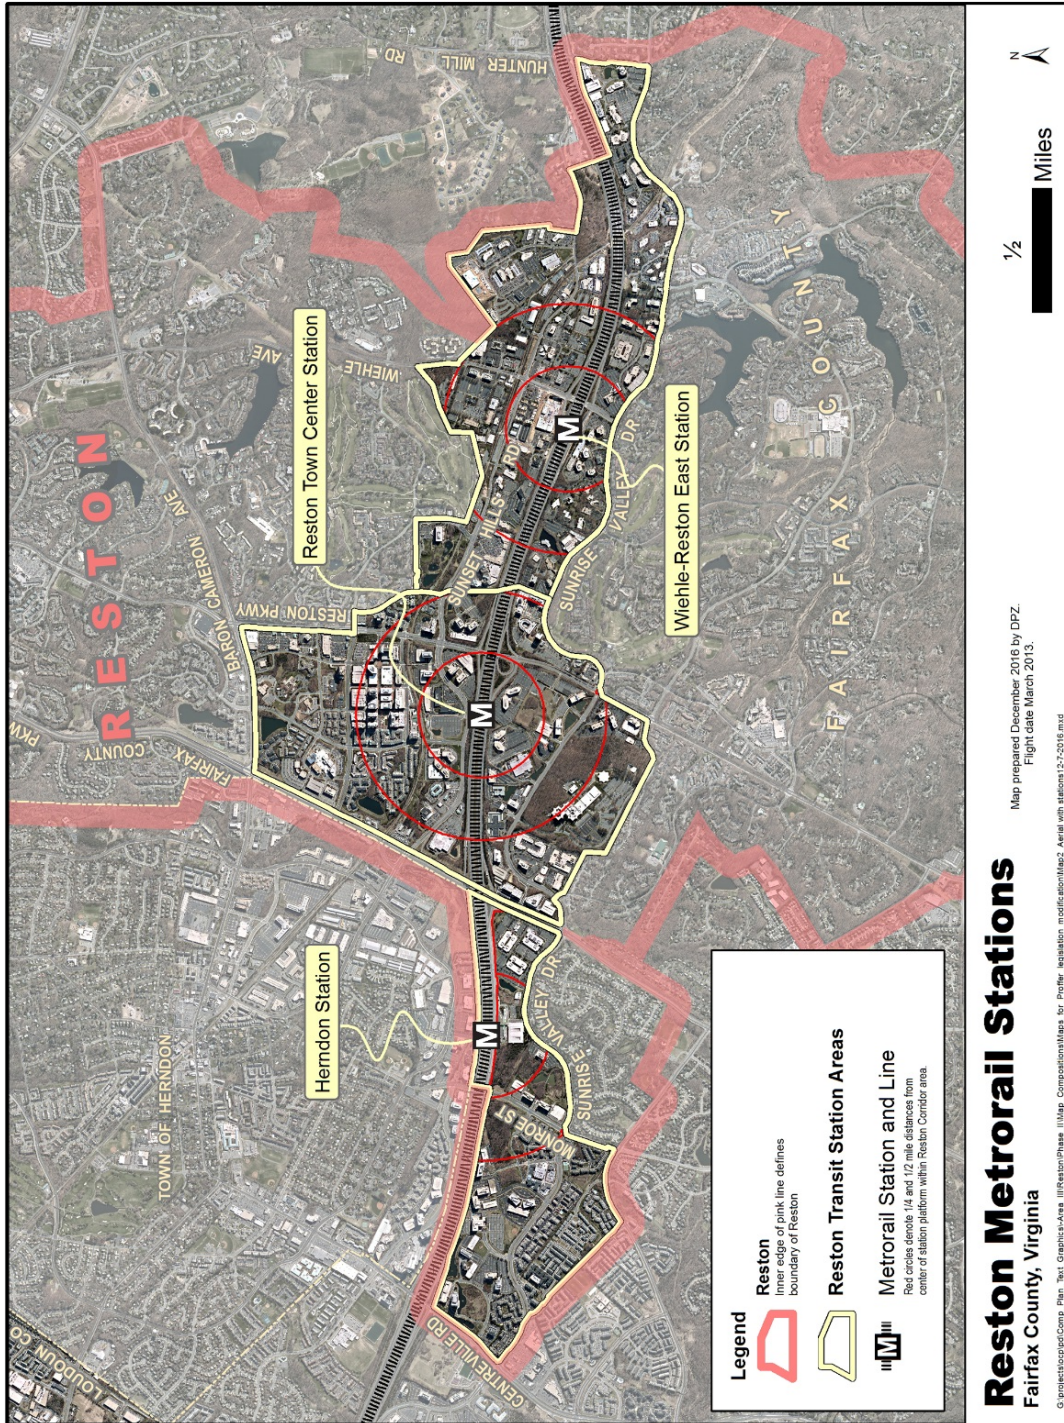 LOUDOUN CO
TOWN OF HERNDON
FAIRFAX
COUNTY
PKWY
RESTON
BARON CAMERON
AVE
RESTON PKWY
WIEHLE
AVE
HUNTER MILL
RD
Herndon Station
Reston Town Center Station
CENTREVILLE RD
MONROE ST
SUNRISE VALLEY DR
M
M
M
SUNSET HILLS RD
SUNRISE VALLEY DR
Wiehle-Reston East Station
FAIRFAX COUNTY
Legend
Reston
Inner edge of pink line defines
boundary of Reston
Reston Transit Station Areas
M
Metrorail Station and Line
Red circles denote 1/4 and 1/2 mile distances from
center of station platform within Reston Corridor area.
Reston Metrorail Stations
Fairfax County, Virginia
Map prepared December 2016 by DPZ.
Flight date March 2013.
½
Miles
N